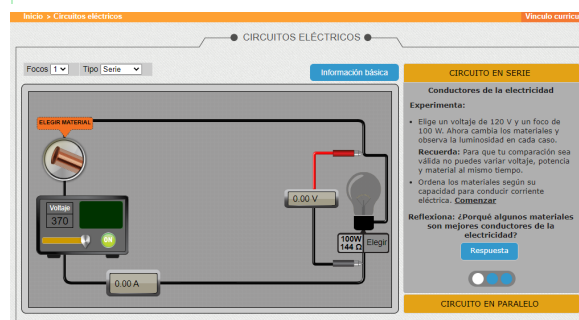 Inicio > Circuitos eléctricos
Vínculo
CIRCUITOS ELÉCTRICOS
Focos 1 Tipo Serie
Información básica
ELEGIR MATERIAL
Voltaje
370
ON
0.00 A
0.00 V
100W
144 Ω
Elegir
CIRCUITO EN SERIE
Conductores de la electricidad
Experimenta:
• Elige un voltaje de 120 V y un foco de
100 W. Ahora cambia los materiales y
observa la luminosidad en cada caso.
Recuerda: Para que tu comparación sea
válida no puedes variar voltaje, potencia
y material al mismo tiempo.
• Ordena los materiales según su
capacidad para conducir corriente
eléctrica. Comenzar
Reflexiona: ¿Porqué algunos materiales
son mejores conductores de la
electricidad?
Respuesta
CIRCUITO EN PARALELO